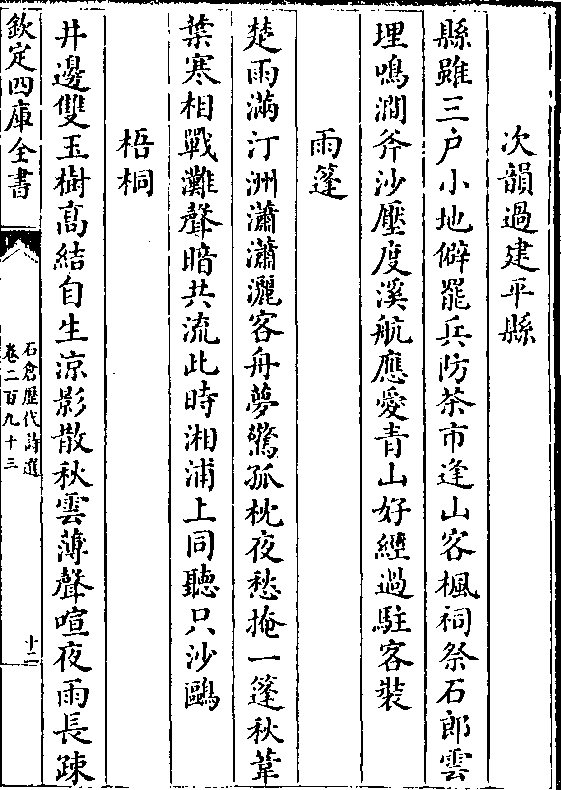 次韻過建平縣
縣雖三户小地僻罷兵防茶市逢山客楓祠祭石郎雲
埋鳴澗斧沙壓度溪航應愛青山好經過駐客裝
雨篷
楚雨滿汀洲瀟瀟灑客舟夢驚孤枕夜愁掩一篷秋葦
葉寒相戰灘聲暗共流此時湘浦上同聽只沙鷗
梧桐
井邊雙玉樹髙結自生涼影散秋雲薄聲喧夜雨長疎
欽定四庫全書
石倉歴代詩選
卷二百九十三
十二